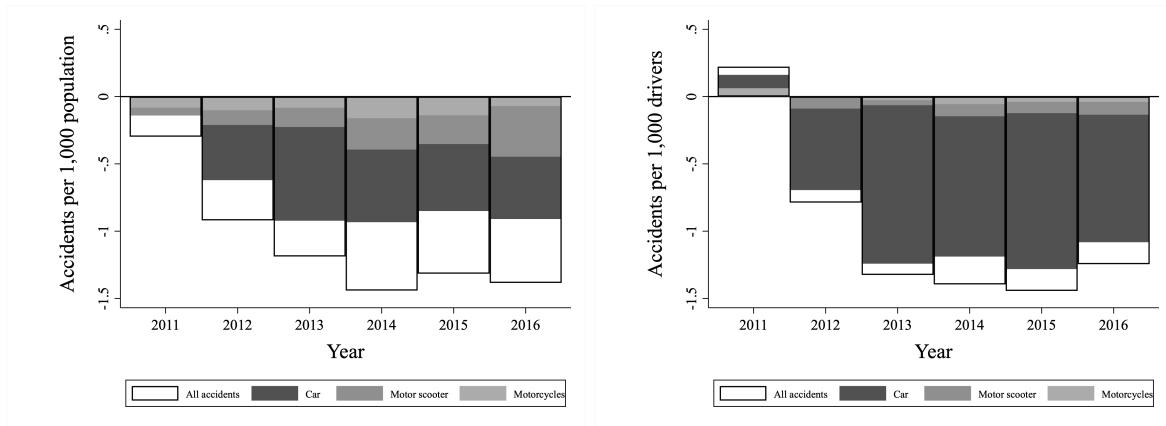 Accidents per 1,000 population
.5
0
-.5
-1
-1.5
2011 2012 2013 2014 2015 2016
Year
All accidents Car Motor scooter Motorcycles
Accidents per 1,000 drivers
.5
0
-.5
-1
-1.5
2011 2012 2013 2014 2015 2016
Year
All accidents Car Motor scooter Motorcycles